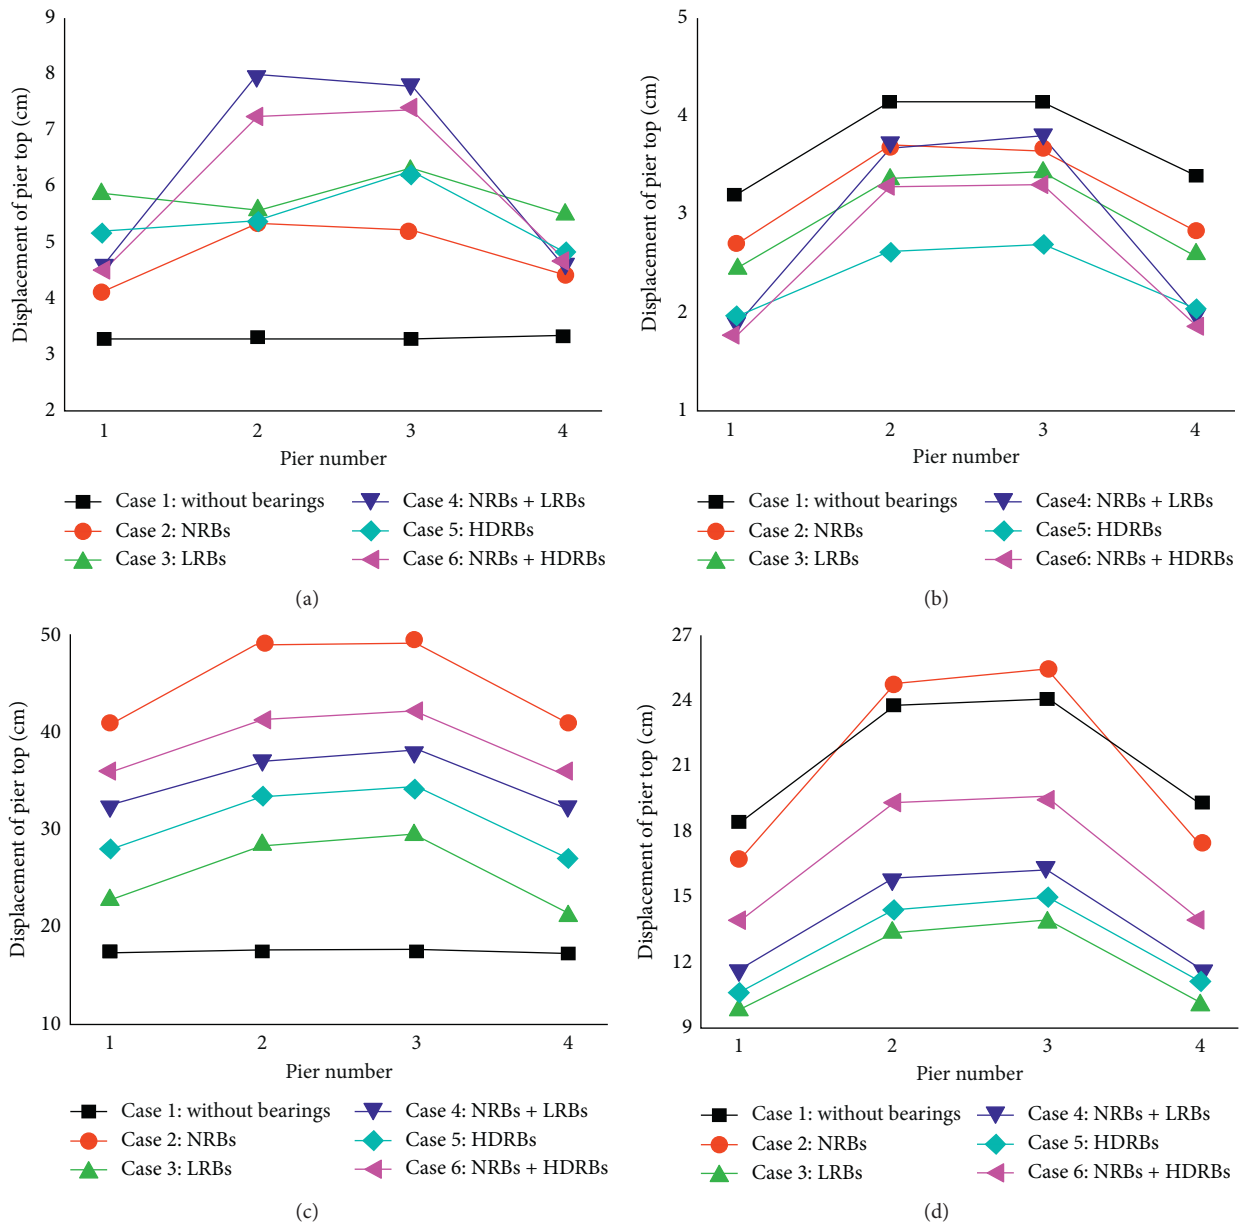 9
8
7
6
5
4
3
2
Displacement of pier top (cm)
1 2 3 4
Pier number
Case 1: without bearings
Case 2: NRBs
Case 3: LRBs
Case 4: NRBs + LRBs
Case 5: HDRBs
Case 6: NRBs + HDRBs
(a)
5
4
3
2
1
Displacement of pier top (cm)
1 2 3 4
Pier number
Case 1: without bearings
Case 2: NRBs
Case 3: LRBs
Case4: NRBs + LRBs
Case5: HDRBs
Case6: NRBs + HDRBs
(b)
50
40
30
20
10
Displacement of pier top (cm)
1 2 3 4
Pier number
Case 1: without bearings
Case 2: NRBs
Case 3: LRBs
Case 4: NRBs + LRBs
Case 5: HDRBs
Case 6: NRBs + HDRBs
(c)
27
24
21
18
15
12
9
Displacement of pier top (cm)
1 2 3 4
Pier number
Case 1: without bearings
Case 2: NRBs
Case 3: LRBs
Case 4: NRBs + LRBs
Case 5: HDRBs
Case 6: NRBs + HDRBs
(d)